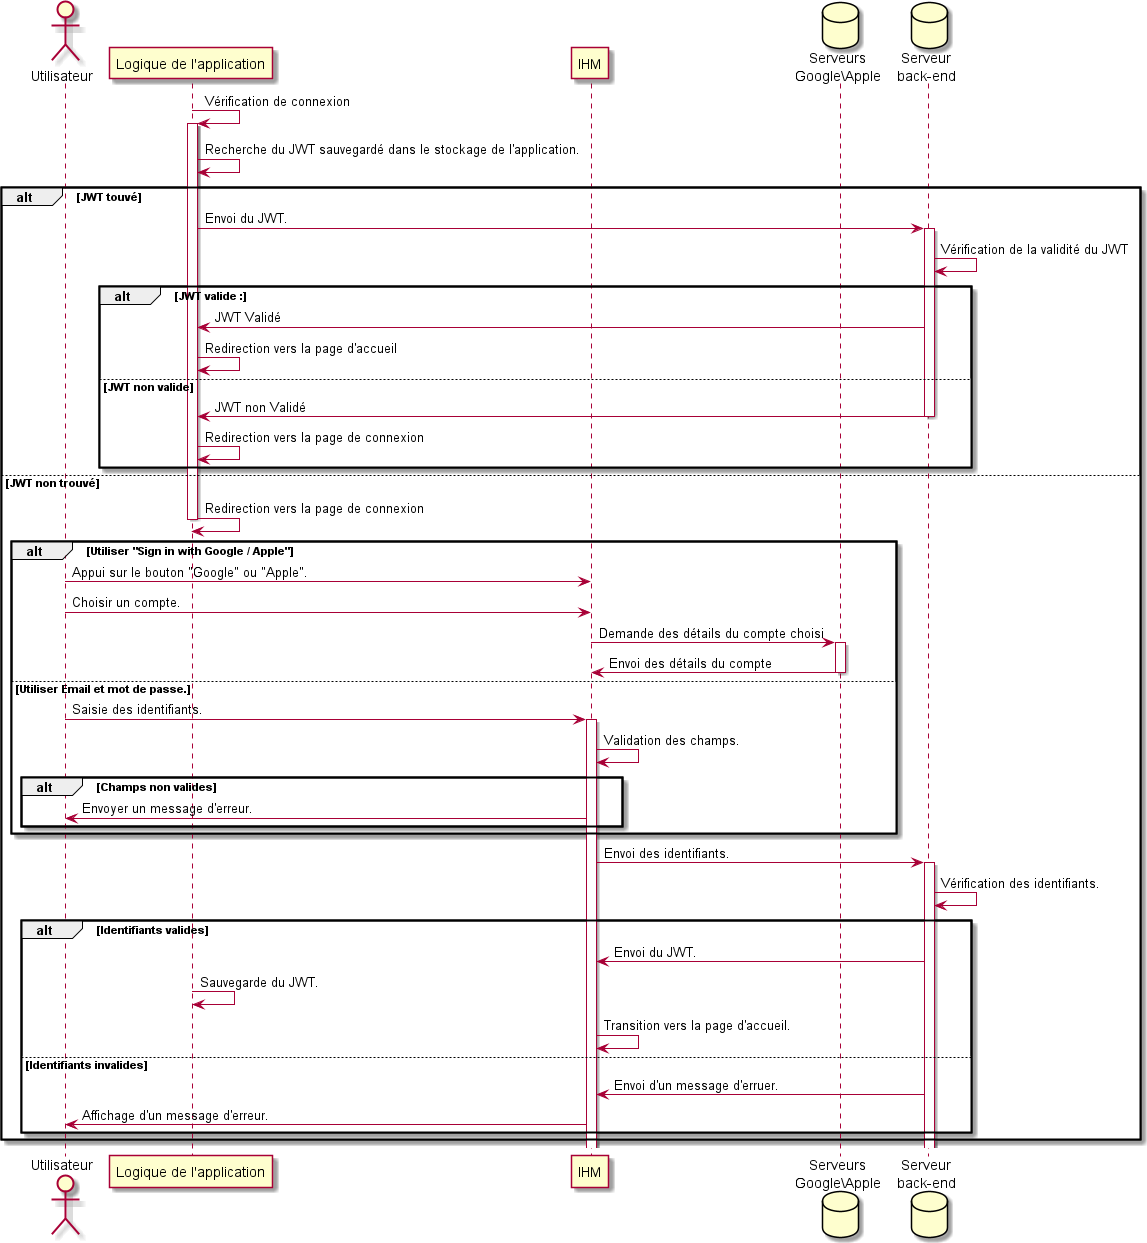 Utilisateur
Logique de l'application
IHM
Serveurs
Google\Apple
Serveur
back-end
Vérification de connexion
Recherche du JWT sauvegardé dans le stockage de l'application.
alt [JWT touvé]
Envoi du JWT.
Vérification de la validité du JWT
alt [JWT valide :]
JWT Validé
Redirection vers la page d'accueil
[JWT non valide]
JWT non Validé
Redirection vers la page de connexion
[JWT non trouvé]
Redirection vers la page de connexion
alt [Utiliser "Sign in with Google / Apple"]
Appui sur le bouton "Google" ou "Apple".
Choisir un compte.
Demande des détails du compte choisi
Envoi des détails du compte
[Utiliser Email et mot de passe.]
Saisie des identifiants.
Validation des champs.
alt [Champs non valides]
Envoyer un message d'erreur.
Envoi des identifiants.
Vérification des identifiants.
alt [Identifiants valides]
Envoi du JWT.
Sauvegarde du JWT.
Transition vers la page d'accueil.
[Identifiants invalides]
Envoi d'un message d'erruer.
Affichage d'un message d'erreur.
Utilisateur
Logique de l'application
IHM
Serveurs
Google\Apple
Serveur
back-end